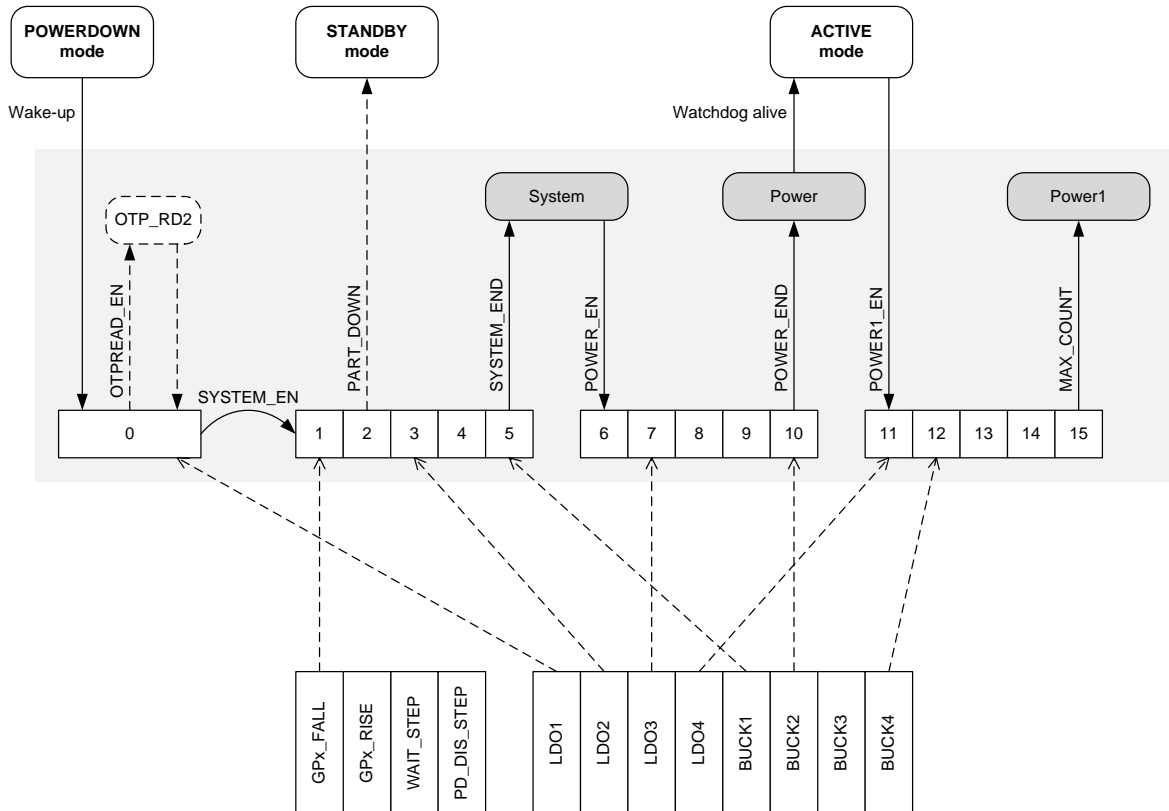 POWERDOWN
mode
STANDBY
mode
ACTIVE
mode
Wake-up
Watchdog alive
OTP_RD2
System
Power
Power1
OTPREAD_EN
SYSTEM_EN
PART_DOWN
SYSTEM_END
POWER_EN
POWER_END
POWER1_EN
MAX_COUNT
0
1
2
3
4
5
6
7
8
9
10
11
12
13
14
15
GPx_FALL
GPx_RISE
WAIT_STEP
PD_DIS_STEP
LDO1
LDO2
LDO3
LDO4
BUCK1
BUCK2
BUCK3
BUCK4